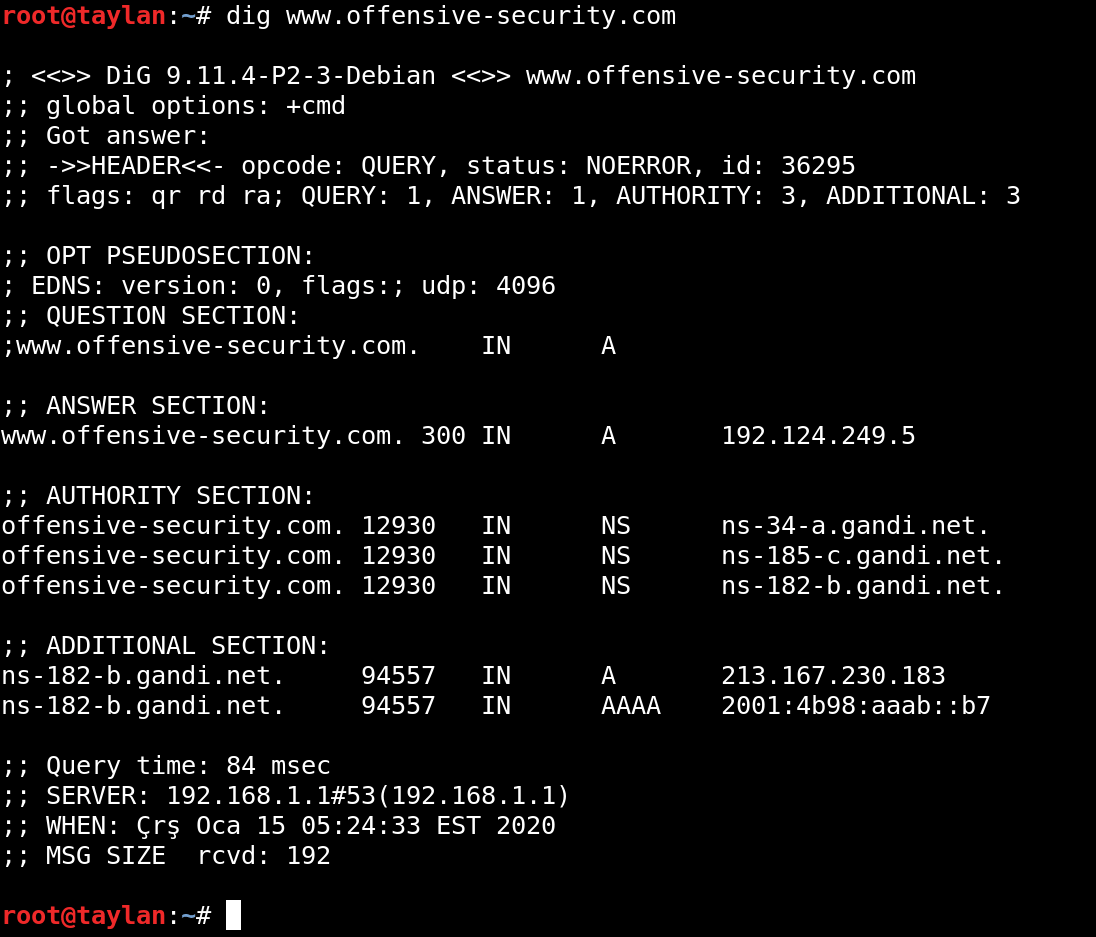 root@taylan:~# dig www.offensive-security.com
; <<>> DiG 9.11.4-P2-3-Debian <<>> www.offensive-security.com
;; global options: +cmd
;; Got answer:
;; ->>HEADER<<- opcode: QUERY, status: NOERROR, id: 36295
;; flags: qr rd ra; QUERY: 1, ANSWER: 1, AUTHORITY: 3, ADDITIONAL: 3
;; OPT PSEUDOSECTION:
; EDNS: version: 0, flags:; udp: 4096
;; QUESTION SECTION:
;www.offensive-security.com.    IN      A
;; ANSWER SECTION:
www.offensive-security.com. 300 IN      A       192.124.249.5
;; AUTHORITY SECTION:
offensive-security.com. 12930   IN      NS      ns-34-a.gandi.net.
offensive-security.com. 12930   IN      NS      ns-185-c.gandi.net.
offensive-security.com. 12930   IN      NS      ns-182-b.gandi.net.
;; ADDITIONAL SECTION:
ns-182-b.gandi.net.     94557   IN      A       213.167.230.183
ns-182-b.gandi.net.     94557   IN      AAAA    2001:4b98:aaab::b7
;; Query time: 84 msec
;; SERVER: 192.168.1.1#53(192.168.1.1)
;; WHEN: Çrş Oca 15 05:24:33 EST 2020
;; MSG SIZE  rcvd: 192
root@taylan:~#